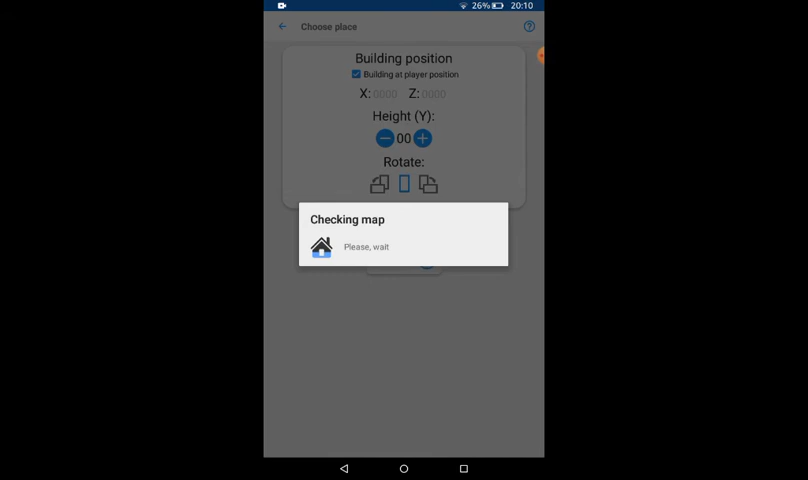 26% 20:10
Choose place
Building position
Building at player position
X: 0000 Z: 0000
Height (Y):
00
Rotate:
Checking map
Please, wait